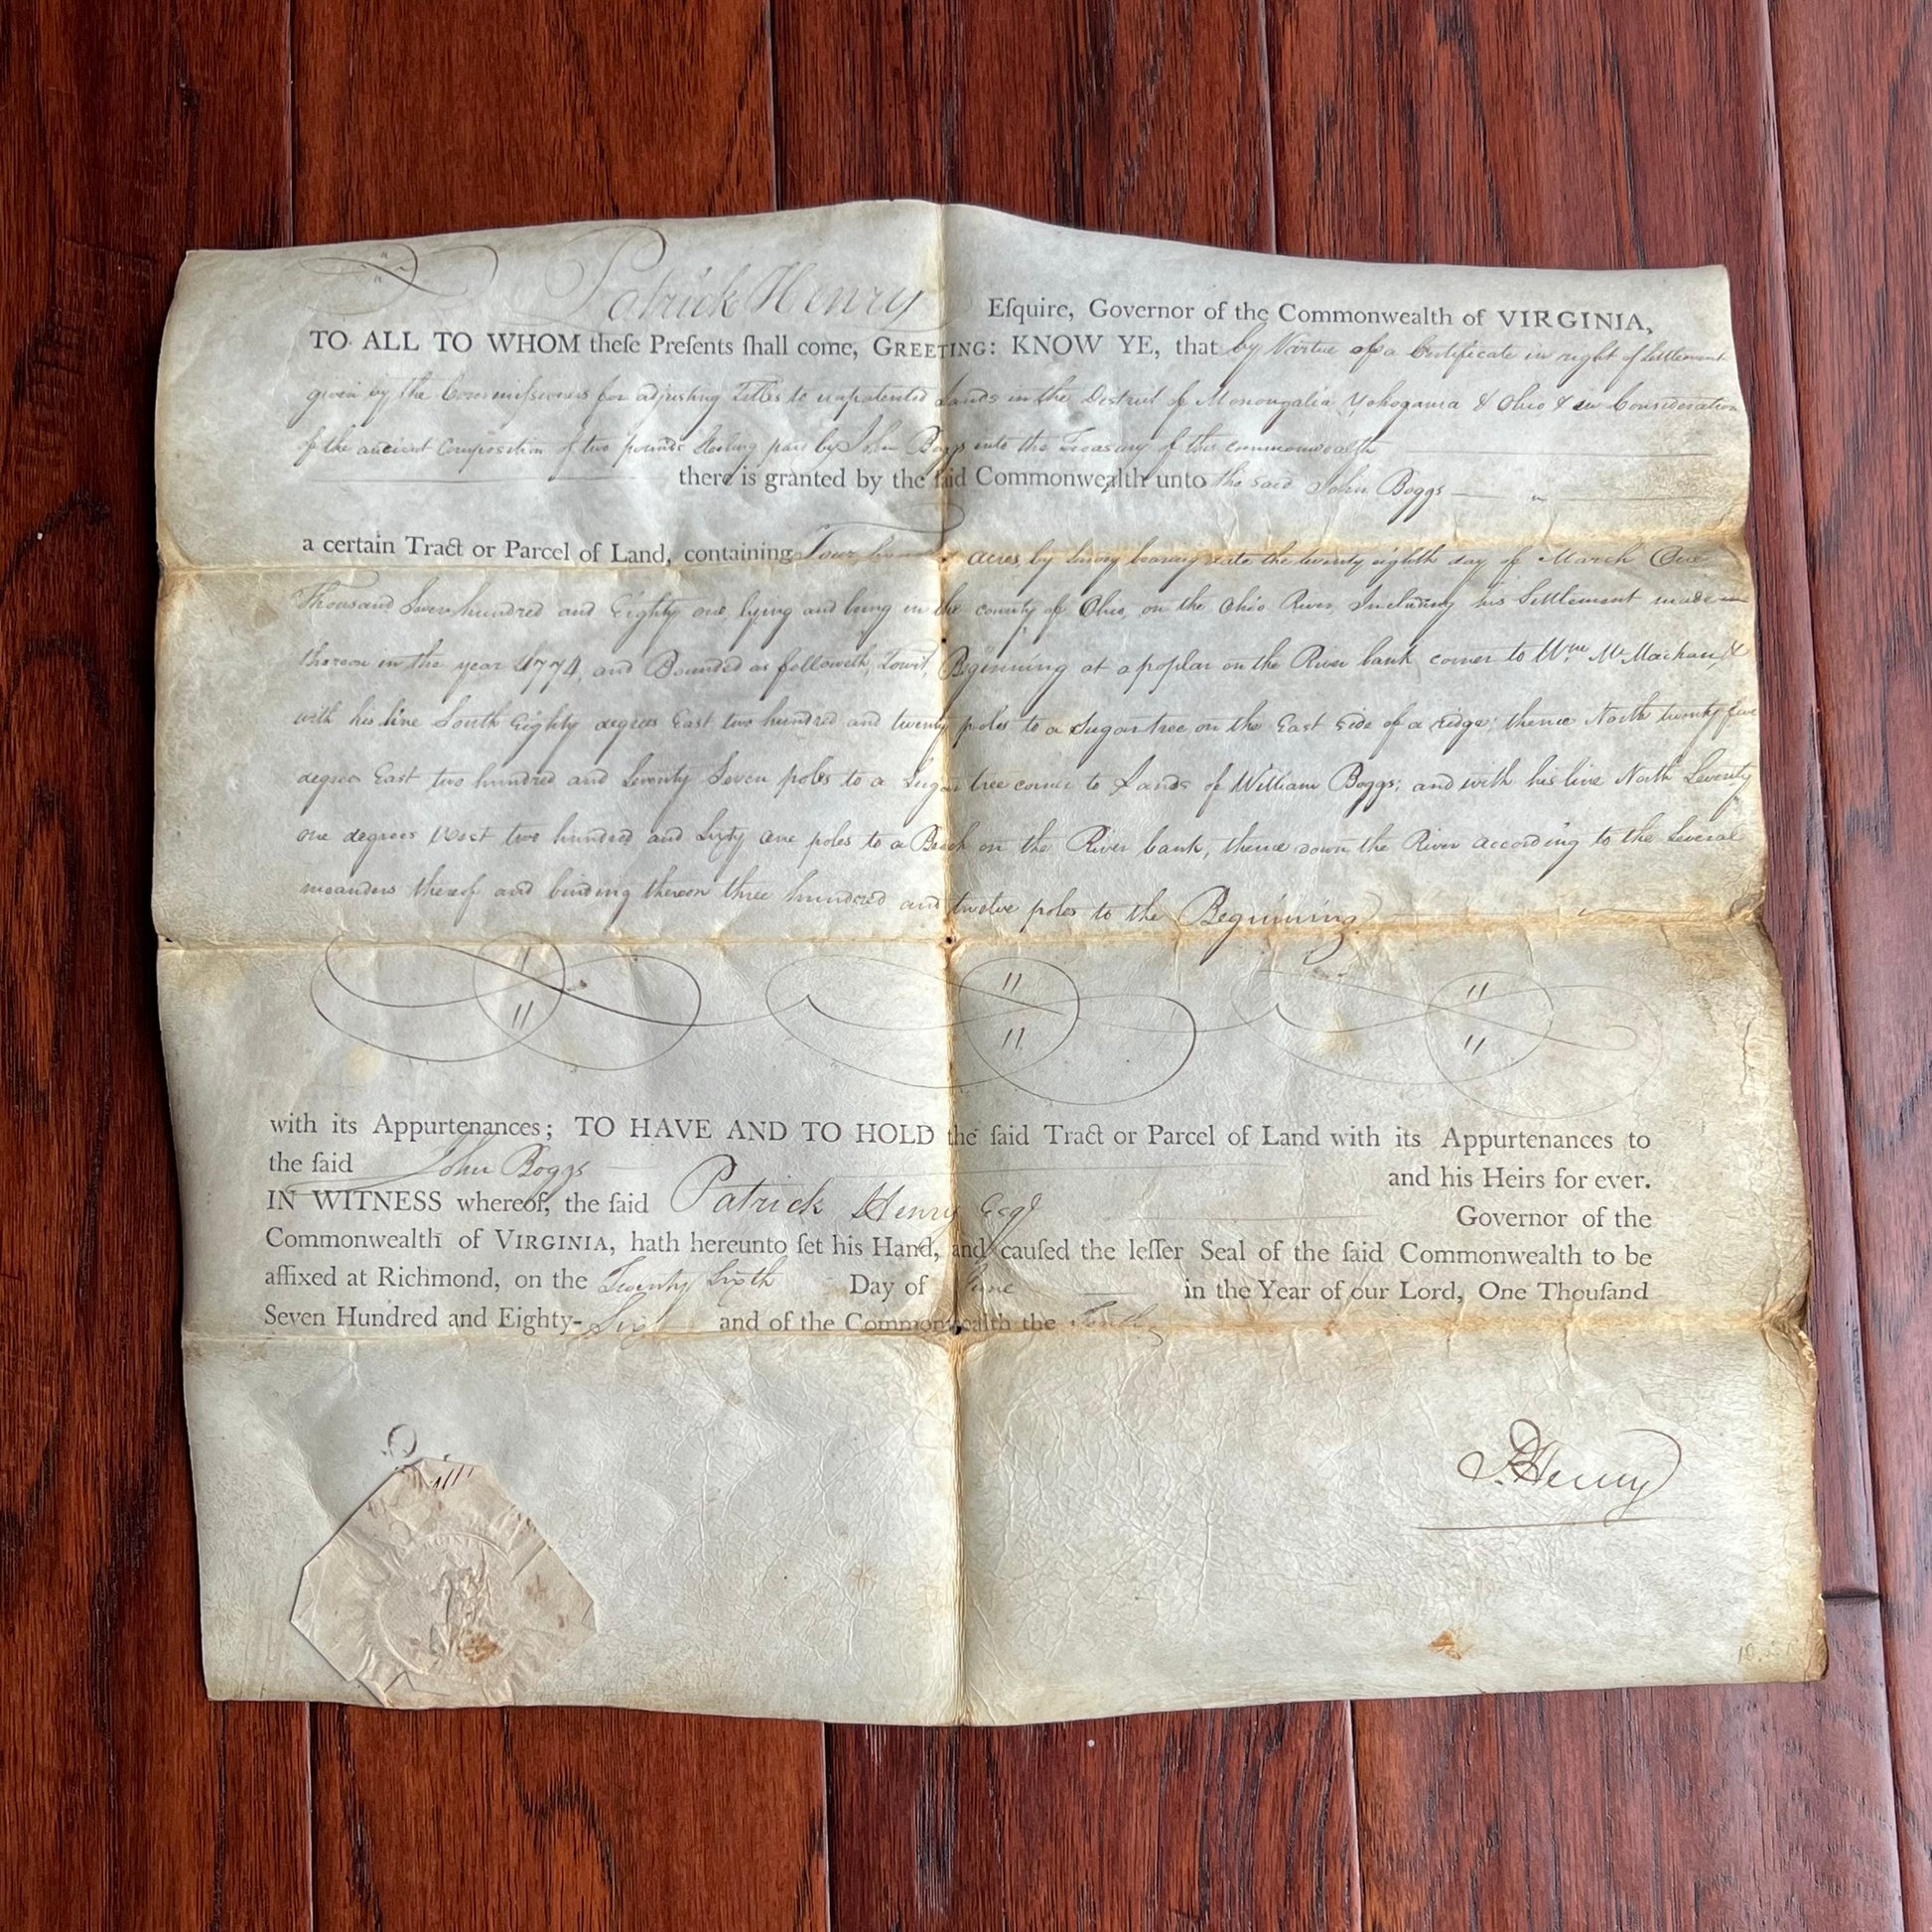 Patrick Henry Eſquire, Governor of the Commonwealth of VIRGINIA,
TO ALL TO WHOM theſe Preſents ſhall come, GREETING: KNOW YE, that by Virtue of a Certificate in right of Settlement
given by the Commissioners for adjusting Titles to unpatented Lands in the District of Monongalia Yohogania & Ohio & in Consideration
of the ancient Composition of two pounds Sterling paid by John Boggs into the Treasury of this commonwealth
there is granted by the ſaid Commonwealth unto the said John Boggs
a certain Tract or Parcel of Land, containing Four hundred acres by Survey bearing date the twenty eighth day of March One
Thousand Seven hundred and Eighty one, lying and being in the county of Ohio, on the Ohio River, Including his Settlement made
thereon in the year 1774, and Bounded as followeth, Towit, Beginning at a poplar on the River bank corner to Wm. McMachan, &
with his line South Eighty degrees East two hundred and twenty poles to a Sugar tree on the East side of a ridge; thence North twenty five
degrees East two hundred and Seventy Seven poles to a Sugar tree corner to Lands of William Boggs; and with his line North Seventy
one degrees West two hundred and Sixty one poles to a Beech on the River bank, thence down the River according to the Several
meanders thereof and binding thereon three hundred and twelve poles to the Beginning
with its Appurtenances; TO HAVE AND TO HOLD the ſaid Tract or Parcel of Land with its Appurtenances to
the ſaid John Boggs and his Heirs for ever.
IN WITNESS whereof, the ſaid Patrick Henry Esqr Governor of the
Commonwealth of VIRGINIA, hath hereunto ſet his Hand, and cauſed the leſſer Seal of the ſaid Commonwealth to be
affixed at Richmond, on the Twenty Sixth Day of June in the Year of our Lord, One Thouſand
Seven Hundred and Eighty-Six and of the Commonwealth the Tenth
P. Henry